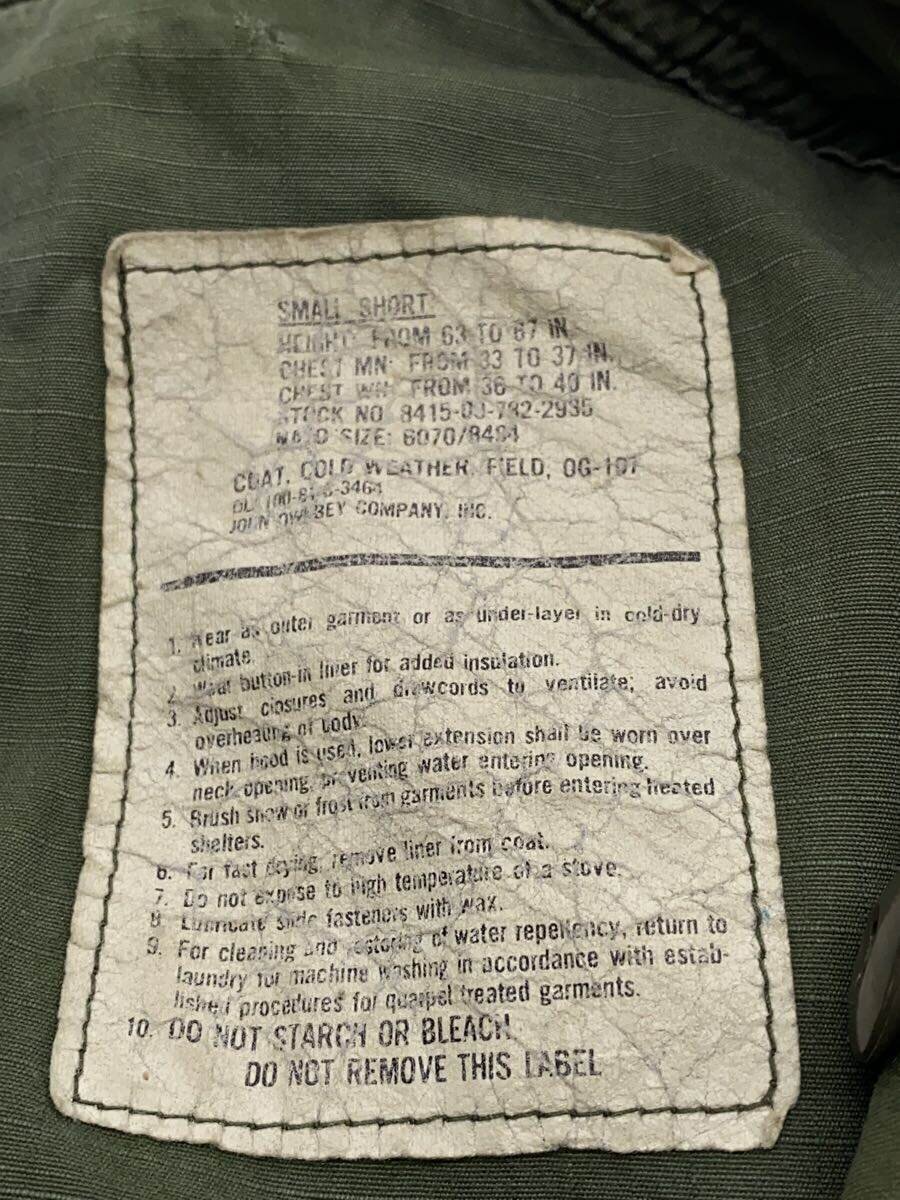 SMALL SHORT
HEIGHT: FROM 63 TO 67 IN.
CHEST MN: FROM 33 TO 37 IN.
CHEST WN: FROM 36 TO 40 IN.
STOCK NO. 8415-00-782-2935
NATO SIZE: 6070/8494
COAT, COLD WEATHER, FIELD, OG-107
100-3464
JOHN OWNBEY COMPANY, INC.
1. Wear as outer garment or as under-layer in cold-dry
climate.
2. Wear button-in liner for added insulation.
3. Adjust closures and drawcords to ventilate; avoid
overheating of body.
4. When hood is used, lower extension shall be worn over
neck opening, preventing water entering opening.
5. Brush snow or frost from garments before entering heated
shelters.
6. For fast drying, remove liner from coat.
7. Do not expose to high temperature of a stove.
8. Lubricate slide fasteners with wax.
9. For cleaning and restoring of water repellency, return to
laundry for machine washing in accordance with estab-
lished procedures for quarpel treated garments.
10. DO NOT STARCH OR BLEACH
DO NOT REMOVE THIS LABEL